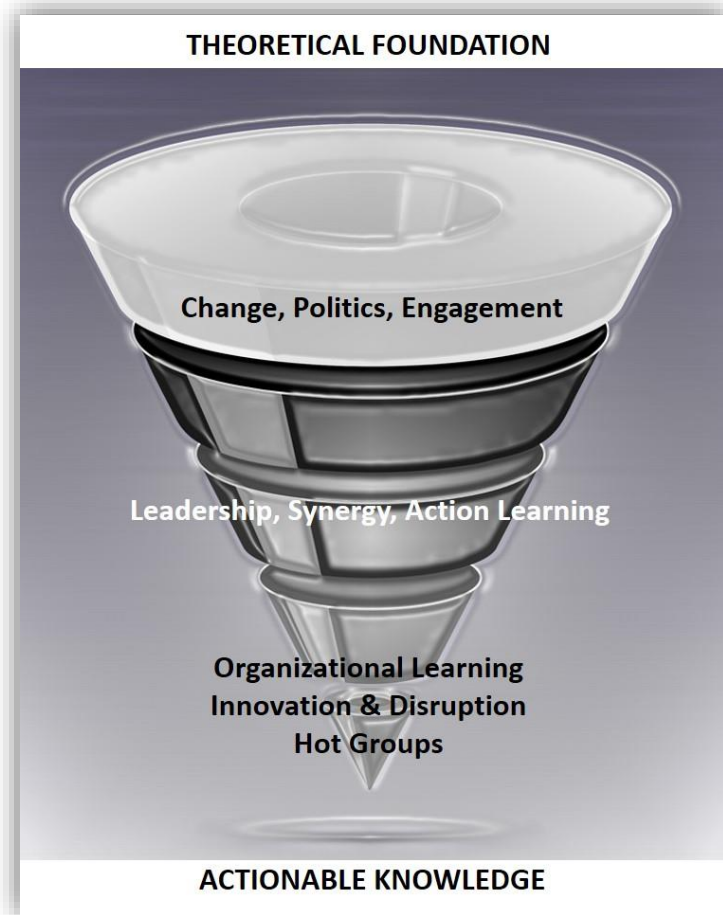 THEORETICAL FOUNDATION
Change, Politics, Engagement
Leadership, Synergy, Action Learning
Organizational Learning
Innovation & Disruption
Hot Groups
ACTIONABLE KNOWLEDGE